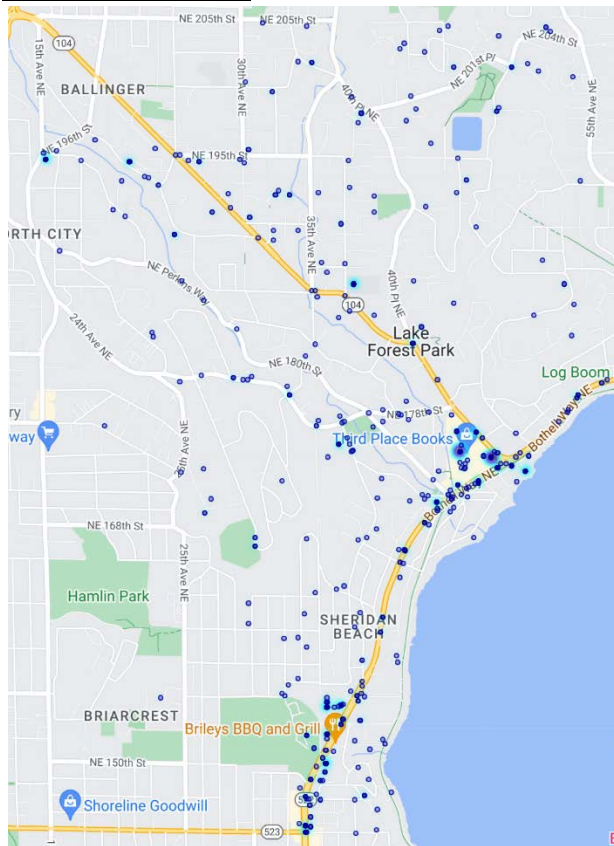 NE 205th St
NE 205th St
NE 204th St
15th Ave NE
104
30th Ave NE
40th Pl NE
NE 201st Pl
55th Ave NE
BALLINGER
NE 196th St
NE 195th St
35th Ave NE
ORTH CITY
NE Perkins Way
40th Pl NE
104
24th Ave NE
Lake
Forest Park
NE 180th St
Log Boom
NE 178th St
Bothell Way NE
Third Place Books
way
25th Ave NE
NE 168th St
25th Ave NE
Hamlin Park
SHERIDAN
BEACH
BRIARCREST
Brileys BBQ and Grill
NE 150th St
Shoreline Goodwill
523